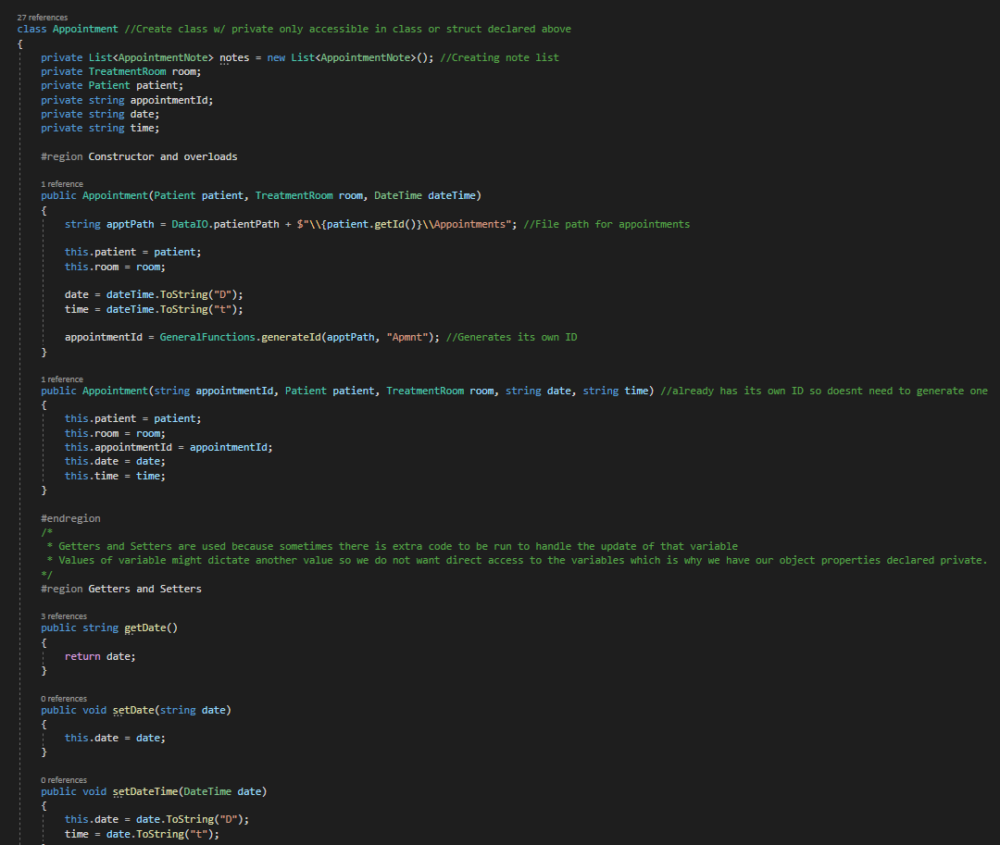 27 references
class Appointment //Create class w/ private only accessible in class or struct declared above
{
private List<AppointmentNote> notes = new List<AppointmentNote>(); //Creating note list
private TreatmentRoom room;
private Patient patient;
private string appointmentId;
private string date;
private string time;
#region Constructor and overloads
1 reference
public Appointment(Patient patient, TreatmentRoom room, DateTime dateTime)
{
string apptPath = DataIO.patientPath + $"\\{patient.getId()}\\Appointments"; //File path for appointments
this.patient = patient;
this.room = room;
date = dateTime.ToString("D");
time = dateTime.ToString("t");
appointmentId = GeneralFunctions.generateId(apptPath, "Apmnt"); //Generates its own ID
}
1 reference
public Appointment(string appointmentId, Patient patient, TreatmentRoom room, string date, string time) //already has its own ID so doesnt need to generate one
{
this.patient = patient;
this.room = room;
this.appointmentId = appointmentId;
this.date = date;
this.time = time;
}
#endregion
/*
* Getters and Setters are used because sometimes there is extra code to be run to handle the update of that variable
* Values of variable might dictate another value so we do not want direct access to the variables which is why we have our object properties declared private.
*/
#region Getters and Setters
3 references
public string getDate()
{
return date;
}
0 references
public void setDate(string date)
{
this.date = date;
}
0 references
public void setDateTime(DateTime date)
{
this.date = date.ToString("D");
time = date.ToString("t");